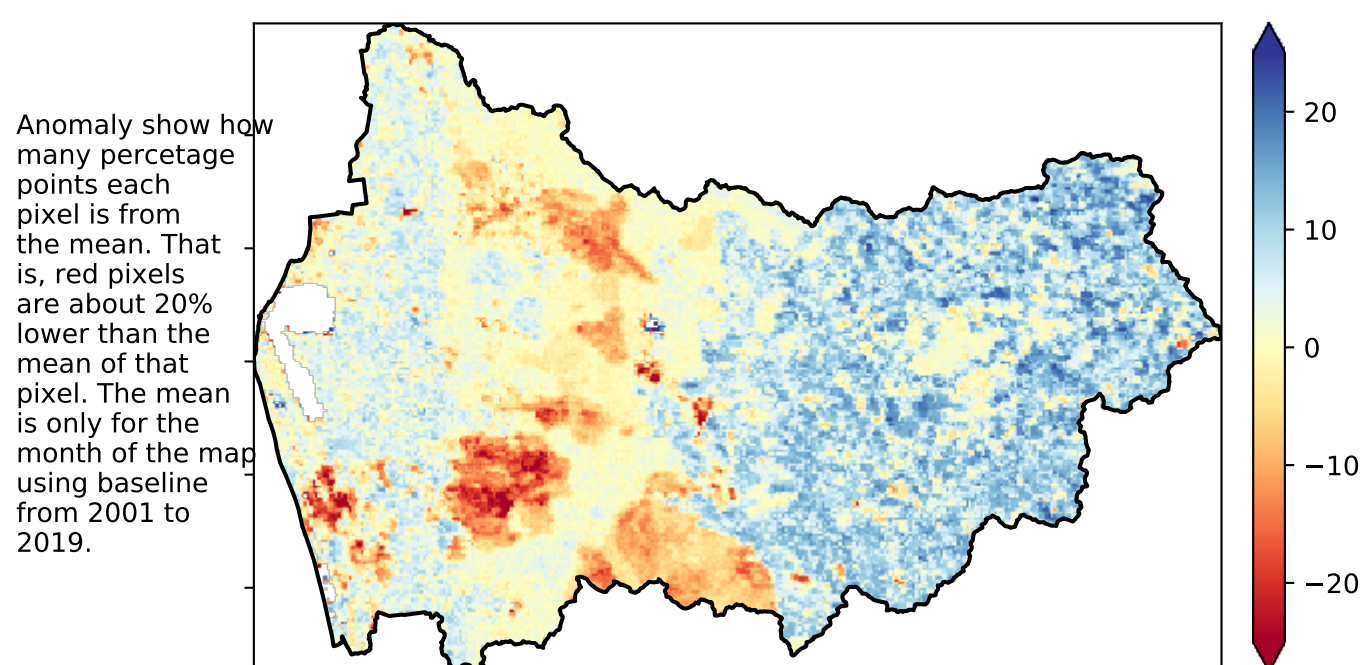 Anomaly show how
many percetage
points each
pixel is from
the mean. That
is, red pixels
are about 20%
lower than the
mean of that
pixel. The mean
is only for the
month of the map
using baseline
from 2001 to
2019.
20
10
0
−10
−20